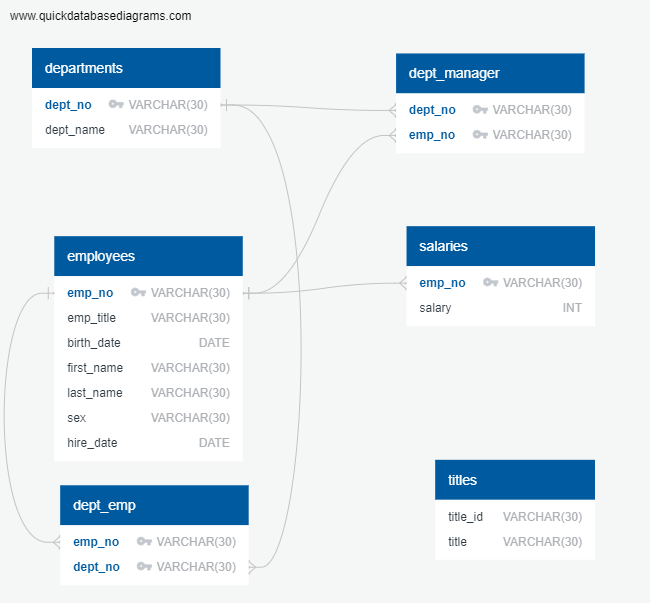 www.quickdatabasediagrams.com
departments
dept_no VARCHAR(30)
dept_name VARCHAR(30)
dept_manager
dept_no VARCHAR(30)
emp_no VARCHAR(30)
employees
emp_no VARCHAR(30)
emp_title VARCHAR(30)
birth_date DATE
first_name VARCHAR(30)
last_name VARCHAR(30)
sex VARCHAR(30)
hire_date DATE
salaries
emp_no VARCHAR(30)
salary INT
dept_emp
emp_no VARCHAR(30)
dept_no VARCHAR(30)
titles
title_id VARCHAR(30)
title VARCHAR(30)